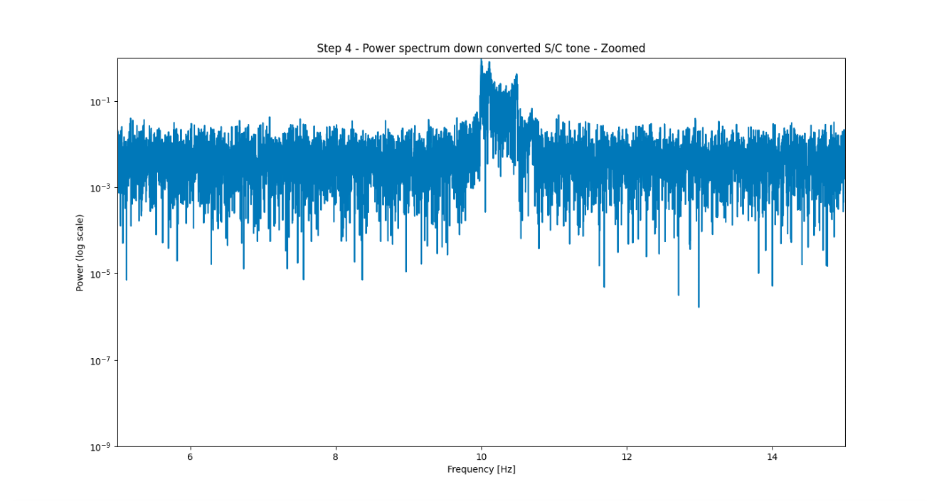 Step 4 - Power spectrum down converted S/C tone - Zoomed
Power (log scale)
10⁻¹
10⁻³
10⁻⁵
10⁻⁷
10⁻⁹
6 8 10 12 14
Frequency [Hz]